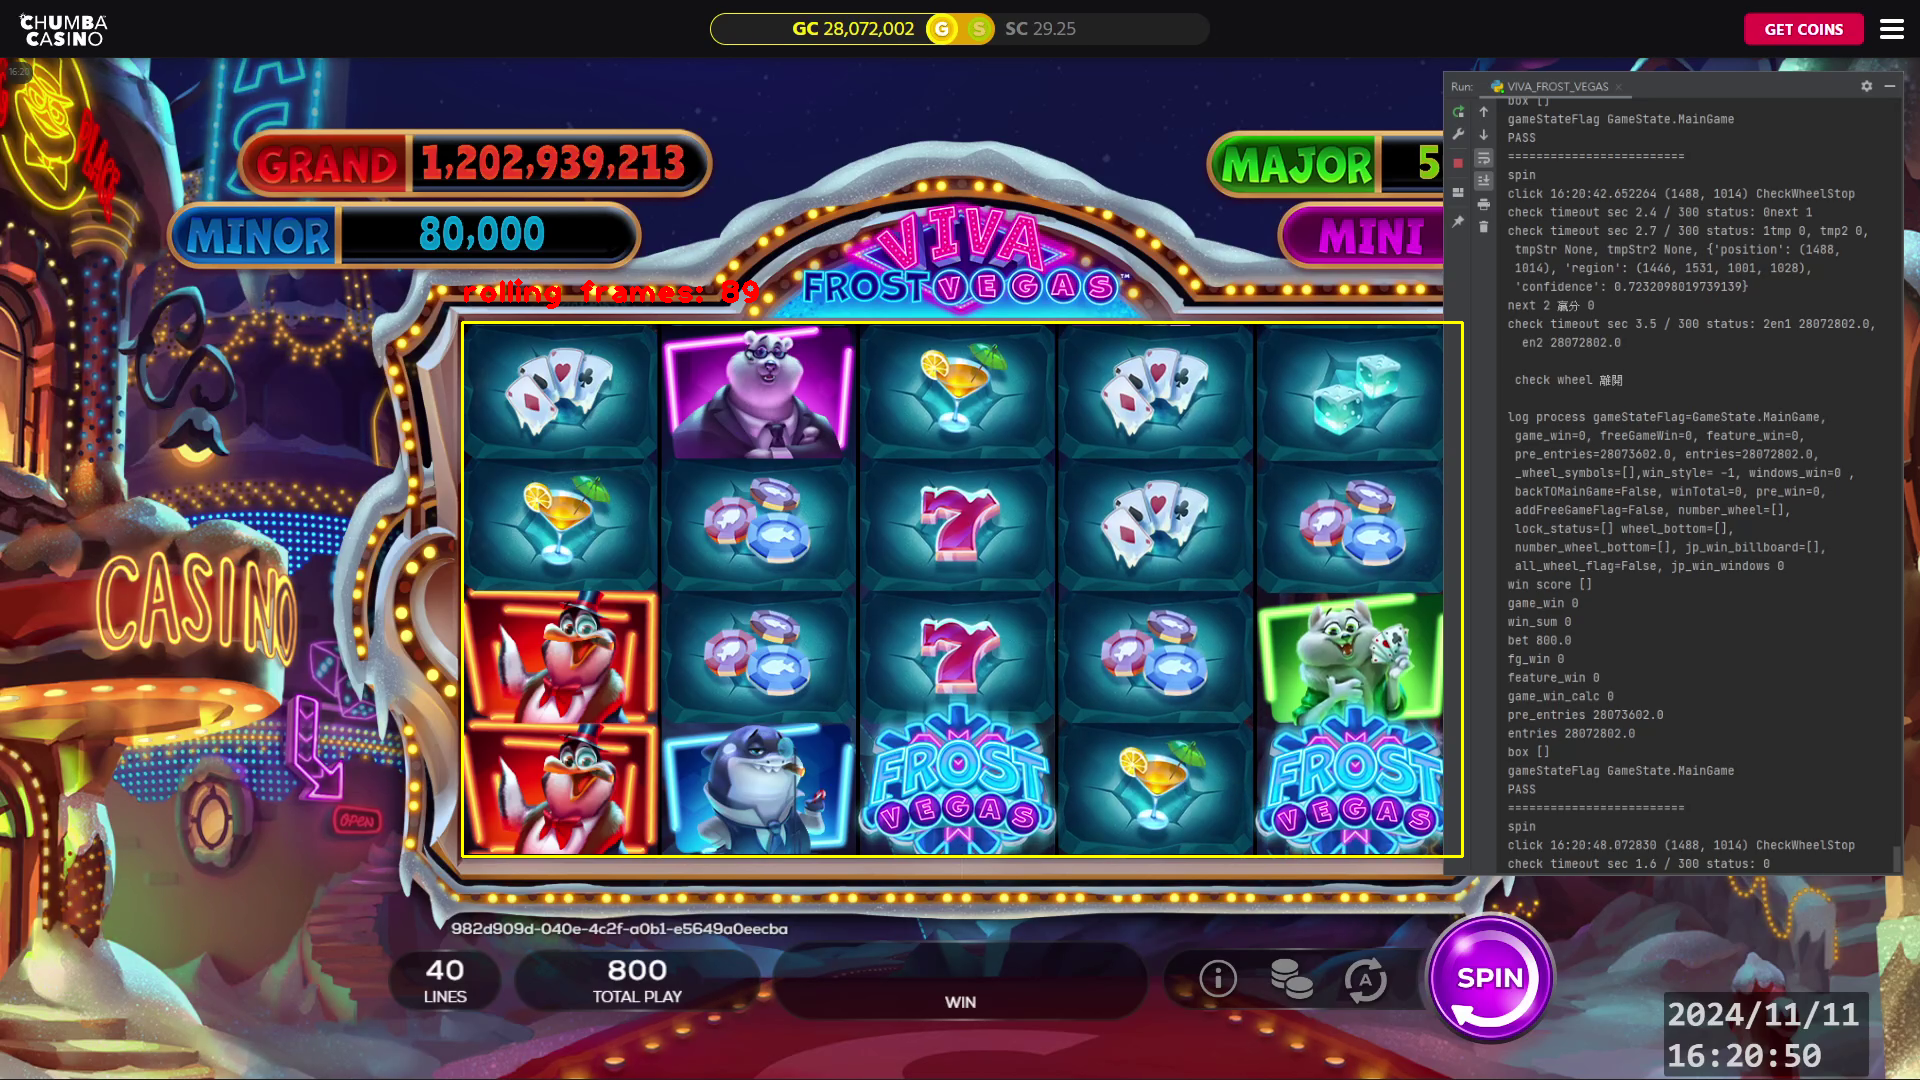 CHUMBA
CASINO
GC 28,072,002
G
S
SC 29.25
GET COINS
16:20
PLACE
GRAND 1,202,939,213
MAJOR 5
MINOR 80,000
MINI
VIVA
FROST VEGAS™
rolling frames: 89
CASINO
OPEN
7
7
FROST
VEGAS
FROST
VEGAS
982d909d-040e-4c2f-a0b1-e5649a0eecba
40
LINES
800
TOTAL PLAY
WIN
A
SPIN
2024/11/11
16:20:50
Run: VIVA_FROST_VEGAS
box []
gameStateFlag GameState.MainGame
PASS
=========================
spin
click 16:20:42.652264 (1488, 1014) CheckWheelStop
check timeout sec 2.4 / 300 status: 0next 1
check timeout sec 2.7 / 300 status: 1tmp 0, tmp2 0,
tmpStr None, tmpStr2 None, {'position': (1488,
1014), 'region': (1446, 1531, 1001, 1028),
'confidence': 0.7232098019739139}
next 2 贏分 0
check timeout sec 3.5 / 300 status: 2en1 28072802.0,
en2 28072802.0
check wheel 離開
log process gameStateFlag=GameState.MainGame,
game_win=0, freeGameWin=0, feature_win=0,
pre_entries=28073602.0, entries=28072802.0,
_wheel_symbols=[],win_style= -1, windows_win=0 ,
backTOMainGame=False, winTotal=0, pre_win=0,
addFreeGameFlag=False, number_wheel=[],
lock_status=[] wheel_bottom=[],
number_wheel_bottom=[], jp_win_billboard=[],
all_wheel_flag=False, jp_win_windows 0
win score []
game_win 0
win_sum 0
bet 800.0
fg_win 0
feature_win 0
game_win_calc 0
pre_entries 28073602.0
entries 28072802.0
box []
gameStateFlag GameState.MainGame
PASS
=========================
spin
click 16:20:48.072830 (1488, 1014) CheckWheelStop
check timeout sec 1.6 / 300 status: 0